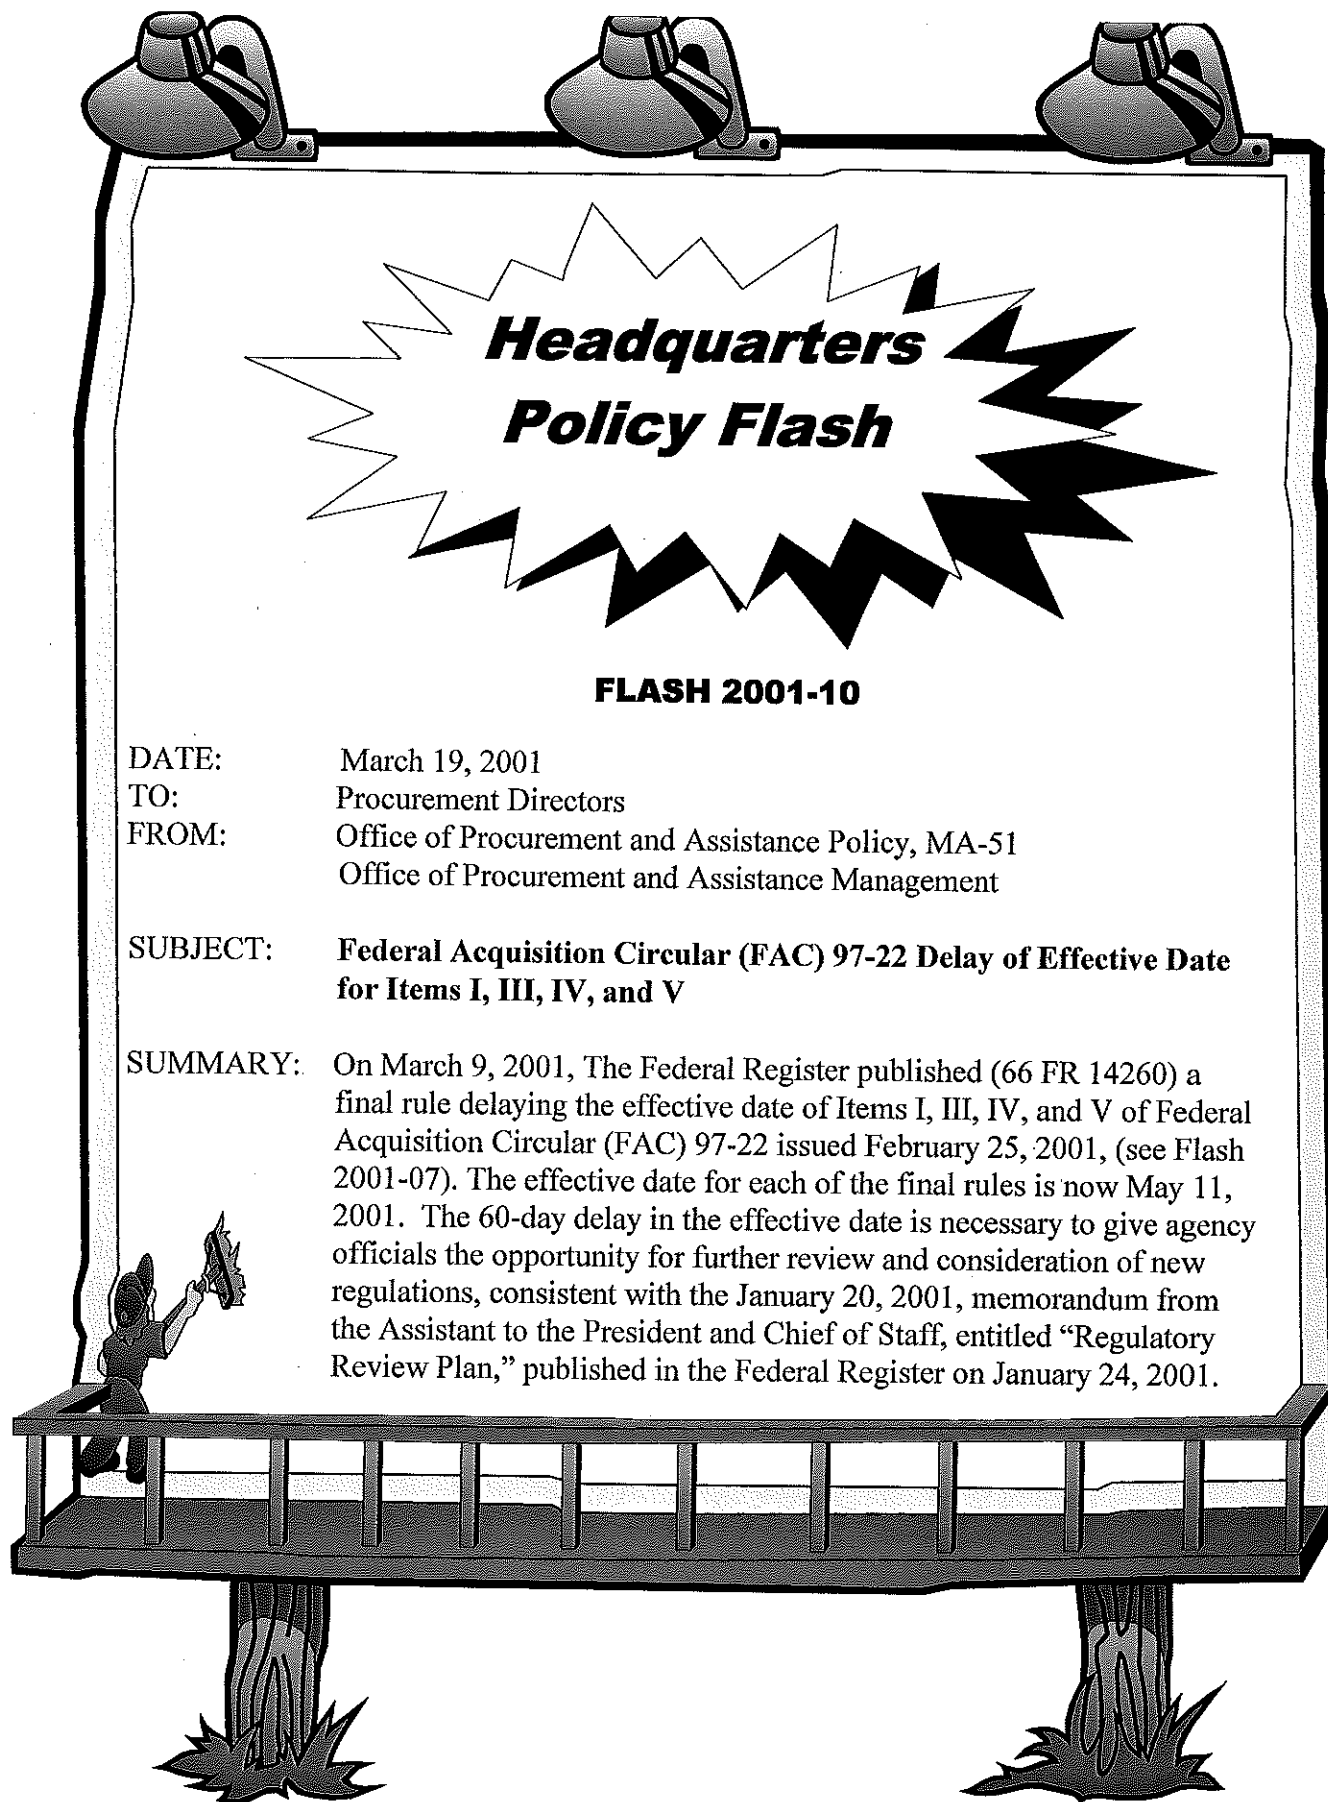 Headquarters
Policy Flash
FLASH 2001-10
DATE: March 19, 2001
TO: Procurement Directors
FROM: Office of Procurement and Assistance Policy, MA-51
Office of Procurement and Assistance Management
SUBJECT: Federal Acquisition Circular (FAC) 97-22 Delay of Effective Date
for Items I, III, IV, and V
SUMMARY: On March 9, 2001, The Federal Register published (66 FR 14260) a
final rule delaying the effective date of Items I, III, IV, and V of Federal
Acquisition Circular (FAC) 97-22 issued February 25, 2001, (see Flash
2001-07). The effective date for each of the final rules is now May 11,
2001. The 60-day delay in the effective date is necessary to give agency
officials the opportunity for further review and consideration of new
regulations, consistent with the January 20, 2001, memorandum from
the Assistant to the President and Chief of Staff, entitled “Regulatory
Review Plan,” published in the Federal Register on January 24, 2001.